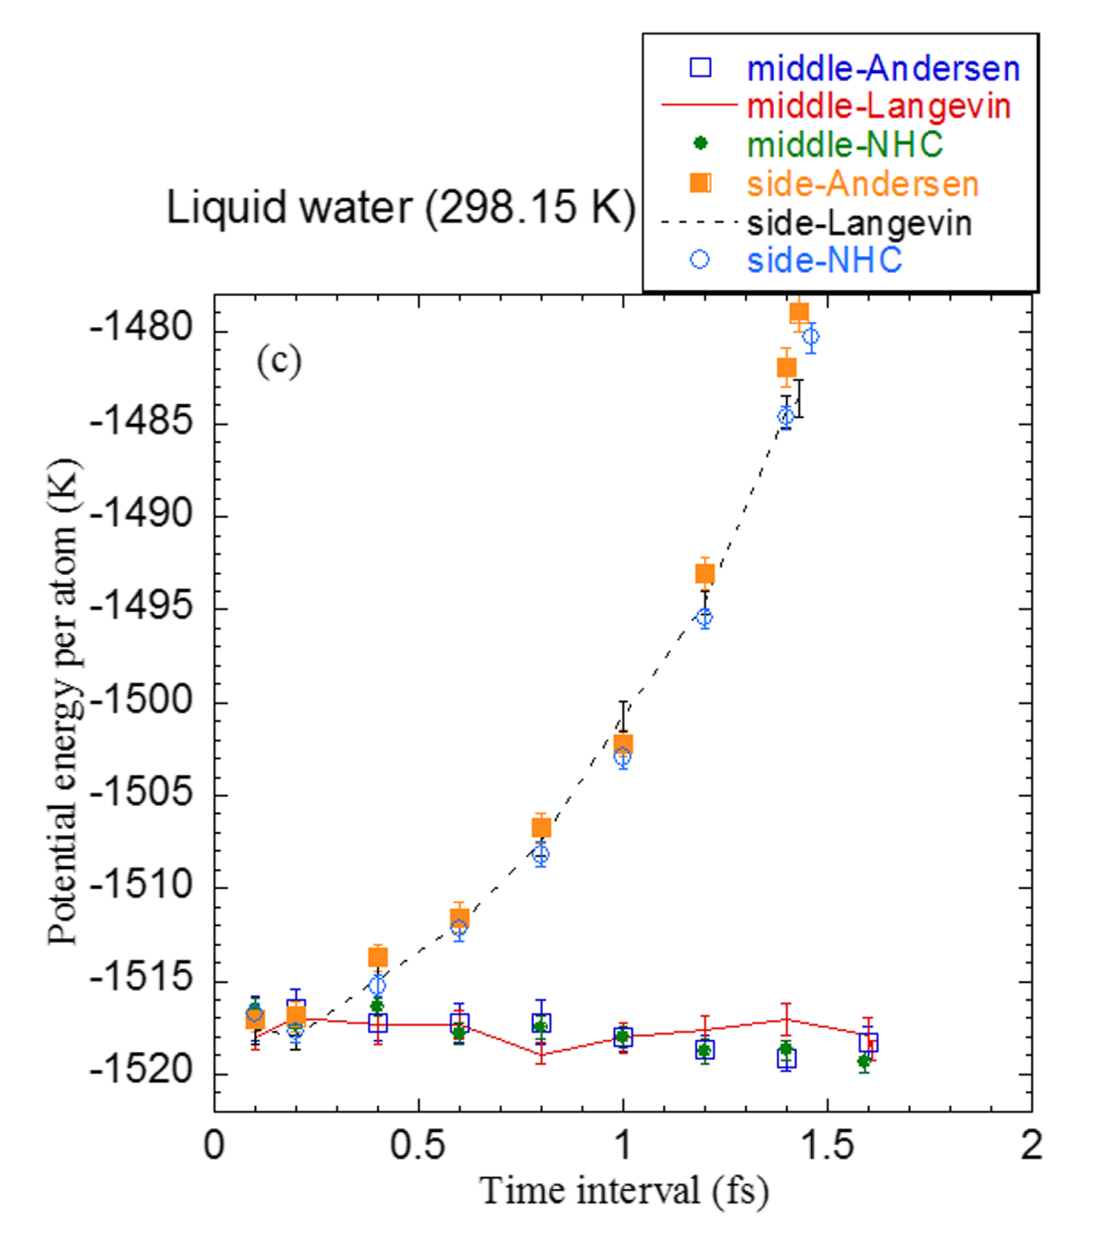 middle-Andersen
middle-Langevin
middle-NHC
side-Andersen
side-Langevin
side-NHC
Liquid water (298.15 K)
(c)
-1480
-1485
-1490
-1495
-1500
-1505
-1510
-1515
-1520
Potential energy per atom (K)
0 0.5 1 1.5 2
Time interval (fs)